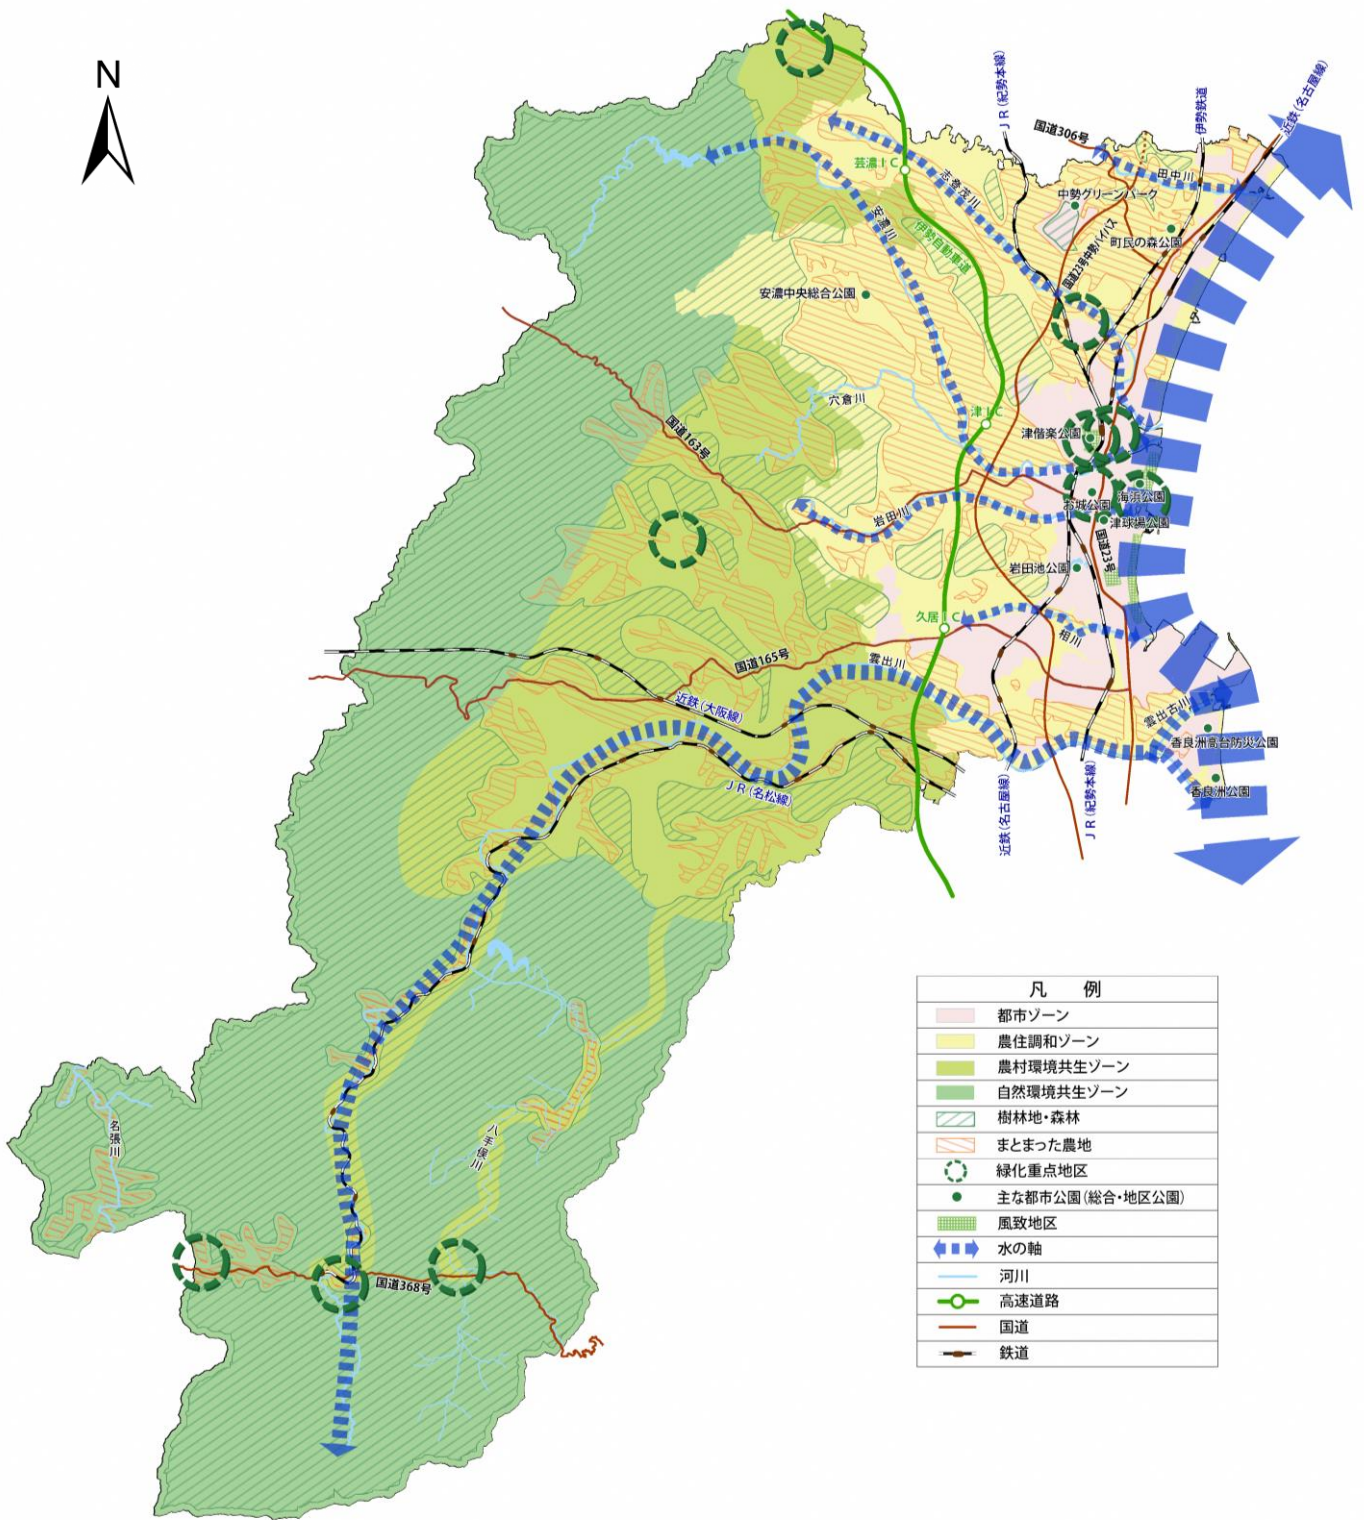 N
JR(紀勢本線)
伊勢鉄道
近鉄(名古屋線)
国道306号
芸濃IC
志登茂川
田中川
中勢グリーンパーク
安濃川
伊勢自動車道
国道23号中勢バイパス
町民の森公園
安濃中央総合公園
穴倉川
津IC
国道163号
津偕楽公園
海浜公園
お城公園
津球場公園
岩田川
国道23号
岩田池公園
久居IC
相川
国道165号
雲出川
近鉄(大阪線)
雲出古川
香良洲高台防災公園
JR(名松線)
香良洲公園
近鉄(名古屋線)
JR(紀勢本線)
名張川
八手俣川
国道368号
凡 例
都市ゾーン
農住調和ゾーン
農村環境共生ゾーン
自然環境共生ゾーン
樹林地・森林
まとまった農地
緑化重点地区
主な都市公園(総合・地区公園)
風致地区
水の軸
河川
高速道路
国道
鉄道